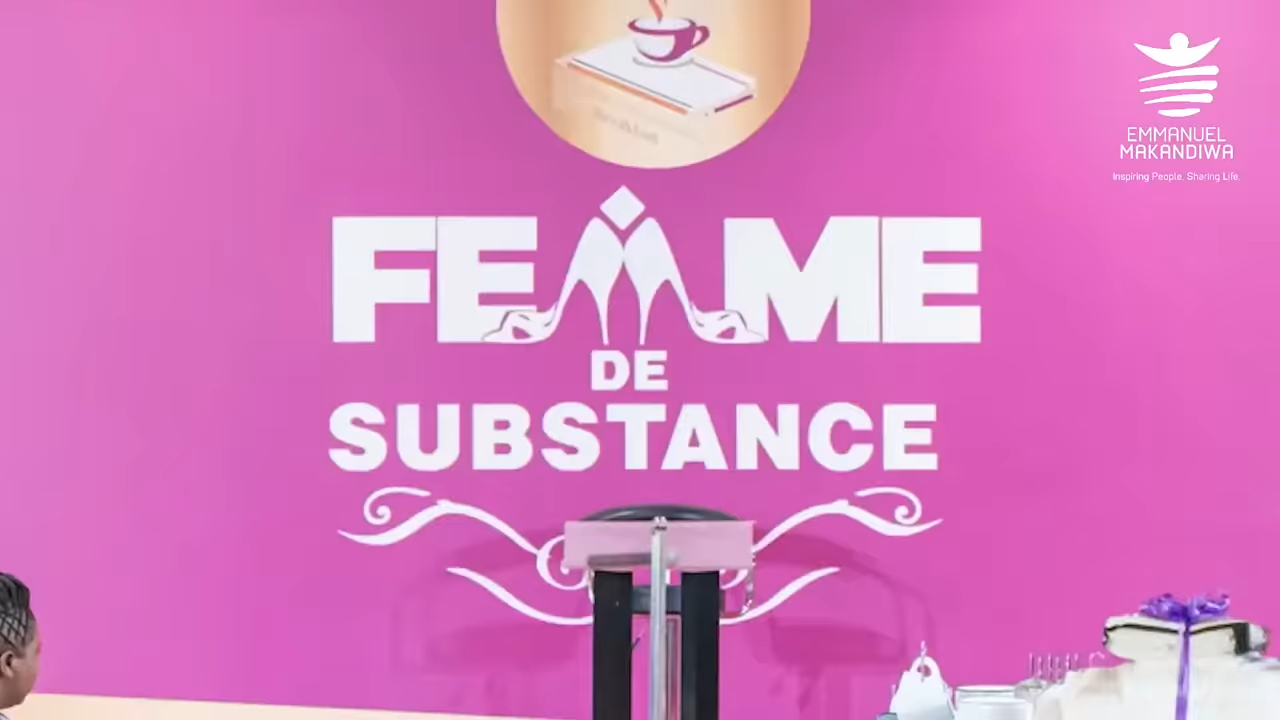 EMMANUEL
MAKANDIWA
Inspiring People. Sharing Life.
FEMME
DE
SUBSTANCE